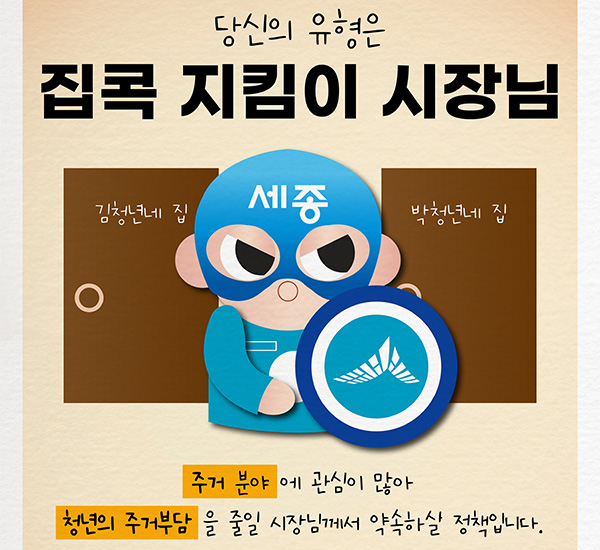 당신의 유형은
집콕 지킴이 시장님
세종
김청년네 집
박청년네 집
주거 분야에 관심이 많아
청년의 주거부담을 줄일 시장님께서 약속하실 정책입니다.